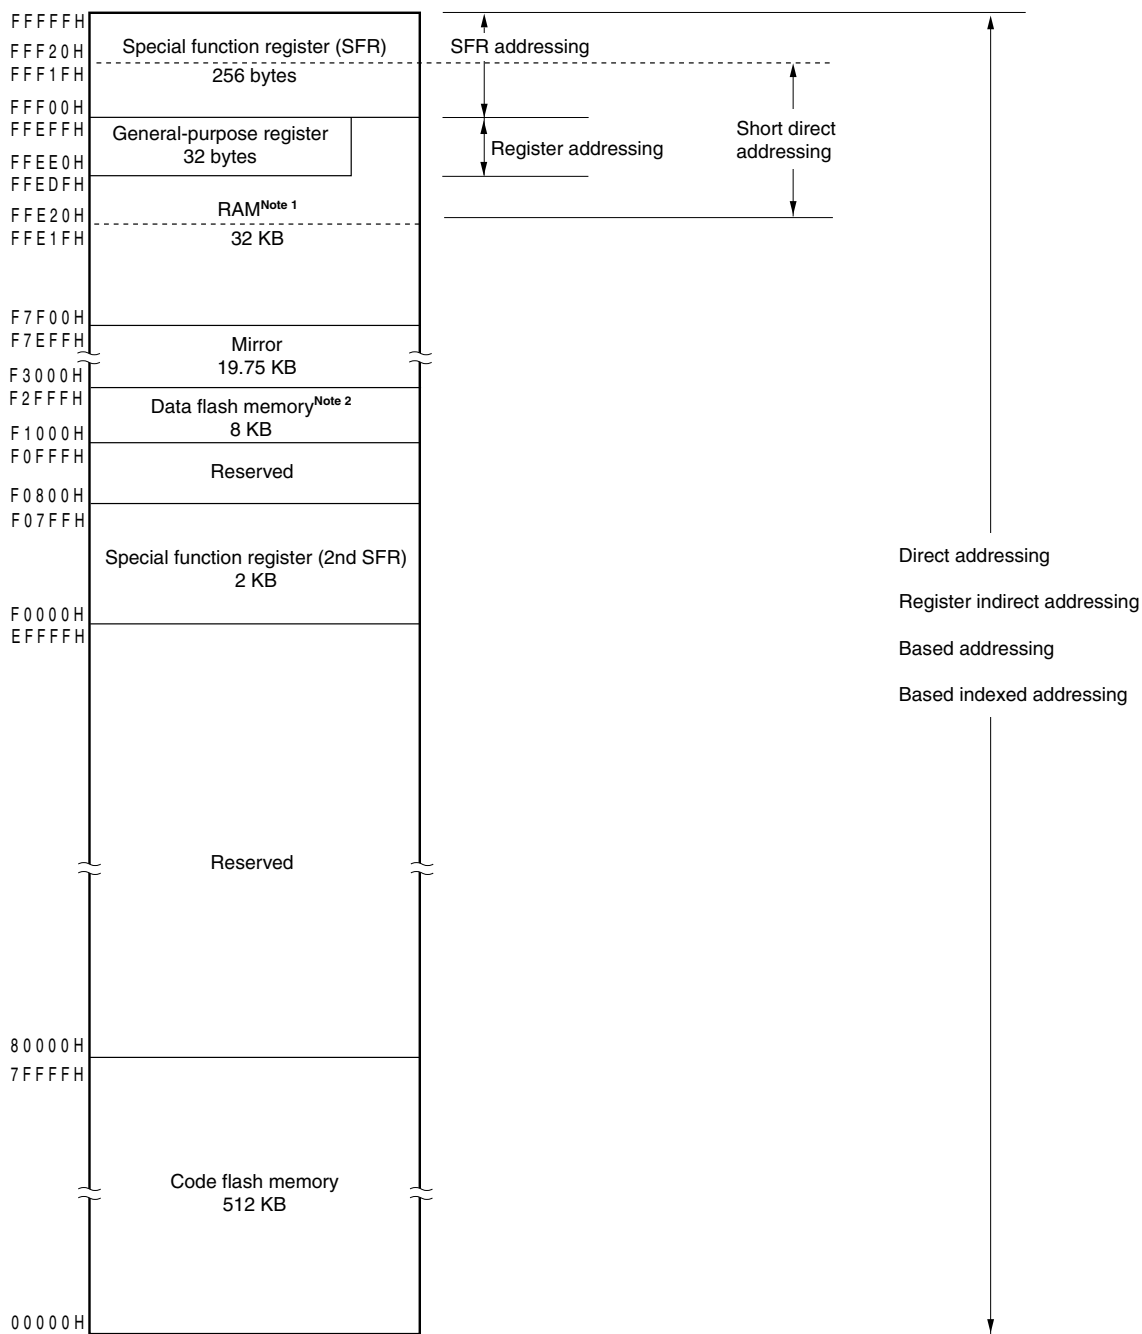 FFFFFH
Special function register (SFR)
SFR addressing
FFF20H
FFF1FH
256 bytes
FFF00H
FFEFFH
General-purpose register
32 bytes
Register addressing
Short direct
addressing
FFEE0H
FFEDFH
RAMNote 1
FFE20H
FFE1FH
32 KB
F7F00H
F7EFFH
Mirror
19.75 KB
F3000H
F2FFFH
Data flash memoryNote 2
8 KB
F1000H
F0FFFH
Reserved
F0800H
F07FFH
Special function register (2nd SFR)
2 KB
Direct addressing
Register indirect addressing
Based addressing
Based indexed addressing
F0000H
EFFFFH
Reserved
80000H
7FFFFH
Code flash memory
512 KB
00000H